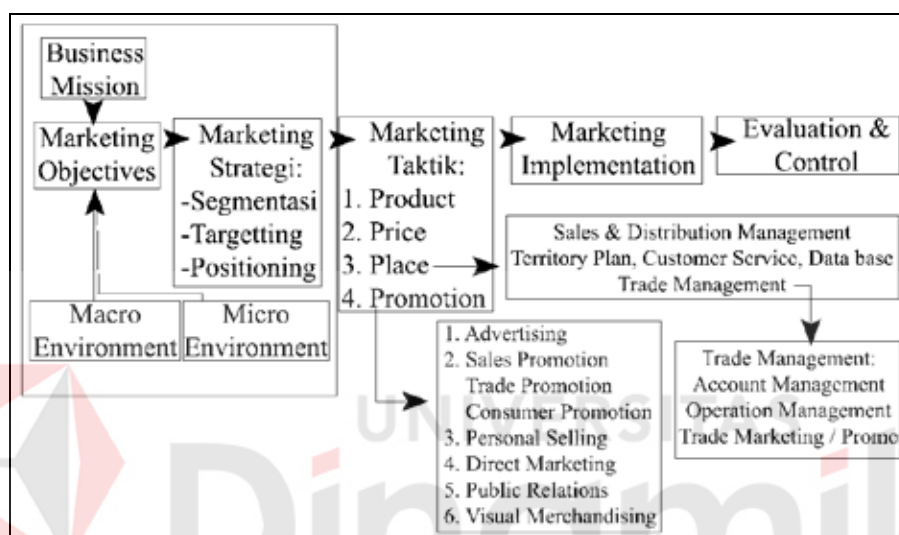 Business
Mission
Marketing
Objectives
Macro
Environment
Micro
Environment
Marketing
Strategi:
-Segmentasi
-Targetting
-Positioning
Marketing
Taktik:
1. Product
2. Price
3. Place
4. Promotion
Marketing
Implementation
Evaluation &
Control
Sales & Distribution Management
Territory Plan, Customer Service, Data base
Trade Management
Trade Management:
Account Management
Operation Management
Trade Marketing / Promo
1. Advertising
2. Sales Promotion
Trade Promotion
Consumer Promotion
3. Personal Selling
4. Direct Marketing
5. Public Relations
6. Visual Merchandising
UNIVERSITAS